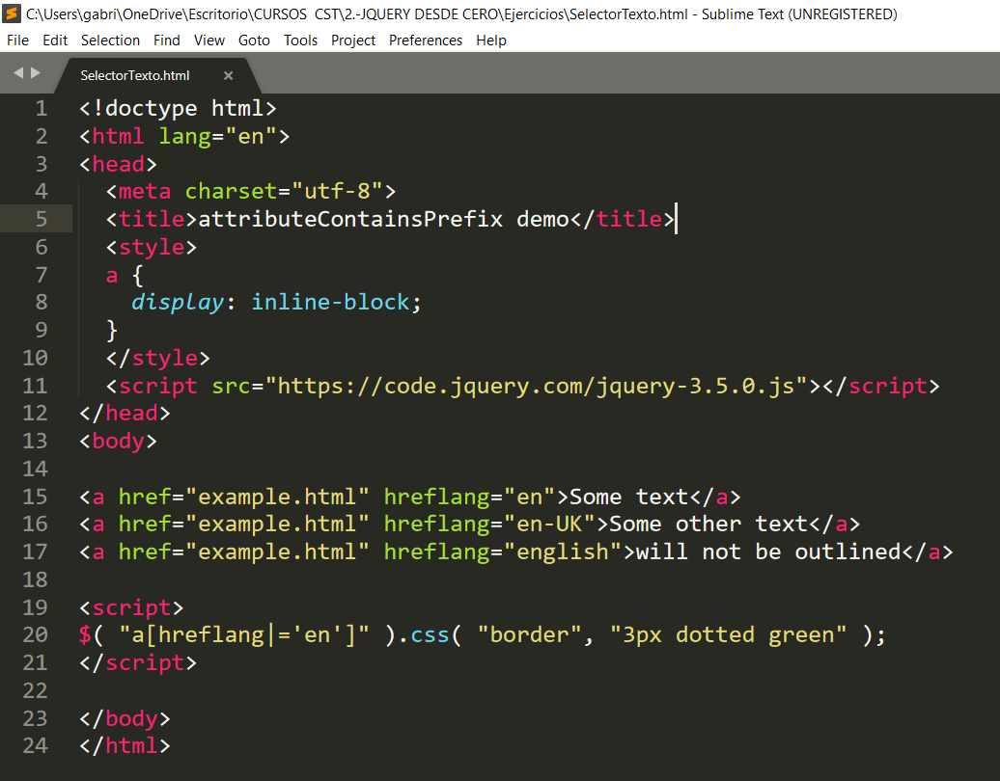 C:\Users\gabri\OneDrive\Escritorio\CURSOS  CST\2.-JQUERY DESDE CERO\Ejercicios\SelectorTexto.html - Sublime Text (UNREGISTERED)
File Edit Selection Find View Goto Tools Project Preferences Help
SelectorTexto.html ×
1 <!doctype html>
2 <html lang="en">
3 <head>
4   <meta charset="utf-8">
5   <title>attributeContainsPrefix demo</title>
6   <style>
7   a {
8     display: inline-block;
9   }
10   </style>
11   <script src="https://code.jquery.com/jquery-3.5.0.js"></script>
12 </head>
13 <body>
14
15 <a href="example.html" hreflang="en">Some text</a>
16 <a href="example.html" hreflang="en-UK">Some other text</a>
17 <a href="example.html" hreflang="english">will not be outlined</a>
18
19 <script>
20 $( "a[hreflang|='en']" ).css( "border", "3px dotted green" );
21 </script>
22
23 </body>
24 </html>